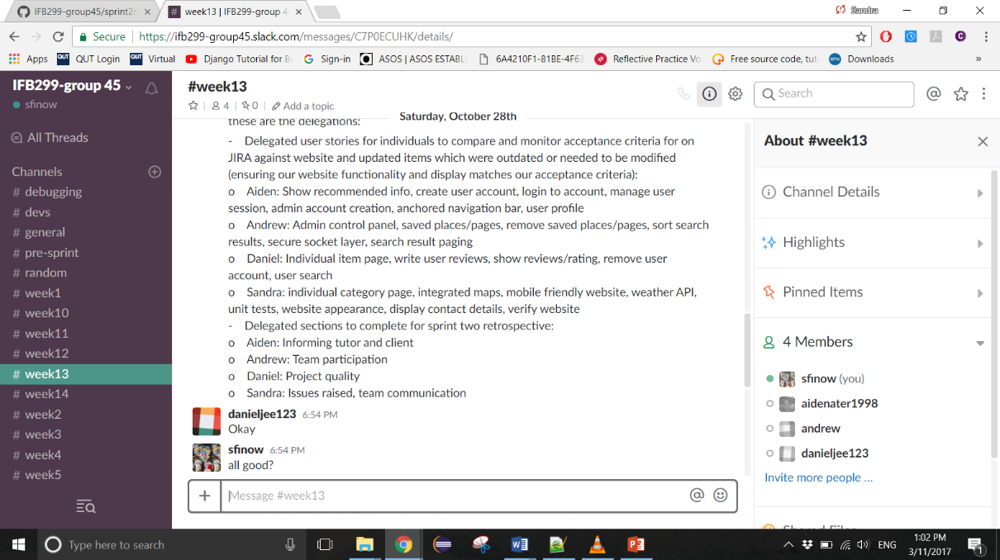 IFB299-group45/sprint2r
week13 | IFB299-group 4
Sandra
Secure
https://ifb299-group45.slack.com/messages/C7P0ECUHK/details/
Apps
QUT Login
Virtual
Django Tutorial for Be
Sign-in
ASOS | ASOS ESTABL
6A4210F1-81BE-4F63
Reflective Practice Vo
Free source code, tut
Downloads
»
IFB299-group 45
sfinow
All Threads
Channels
# debugging
# devs
# general
# pre-sprint
# random
# week1
# week10
# week11
# week12
# week13
# week14
# week2
# week3
# week4
# week5
#week13
4
0
Add a topic
Search
Saturday, October 28th
these are the delegations:
- Delegated user stories for individuals to compare and monitor acceptance criteria for on
JIRA against website and updated items which were outdated or needed to be modified
(ensuring our website functionality and display matches our acceptance criteria):
o Aiden: Show recommended info, create user account, login to account, manage user
session, admin account creation, anchored navigation bar, user profile
o Andrew: Admin control panel, saved places/pages, remove saved places/pages, sort search
results, secure socket layer, search result paging
o Daniel: Individual item page, write user reviews, show reviews/rating, remove user
account, user search
o Sandra: individual category page, integrated maps, mobile friendly website, weather API,
unit tests, website appearance, display contact details, verify website
- Delegated sections to complete for sprint two retrospective:
o Aiden: Informing tutor and client
o Andrew: Team participation
o Daniel: Project quality
o Sandra: Issues raised, team communication
danieljee123 6:54 PM
Okay
sfinow 6:54 PM
all good?
Message #week13
About #week13
Channel Details
Highlights
Pinned Items
4 Members
sfinow (you)
aidenater1998
andrew
danieljee123
Invite more people ...
Shared Files
Type here to search
ENG
1:02 PM
3/11/2017
1